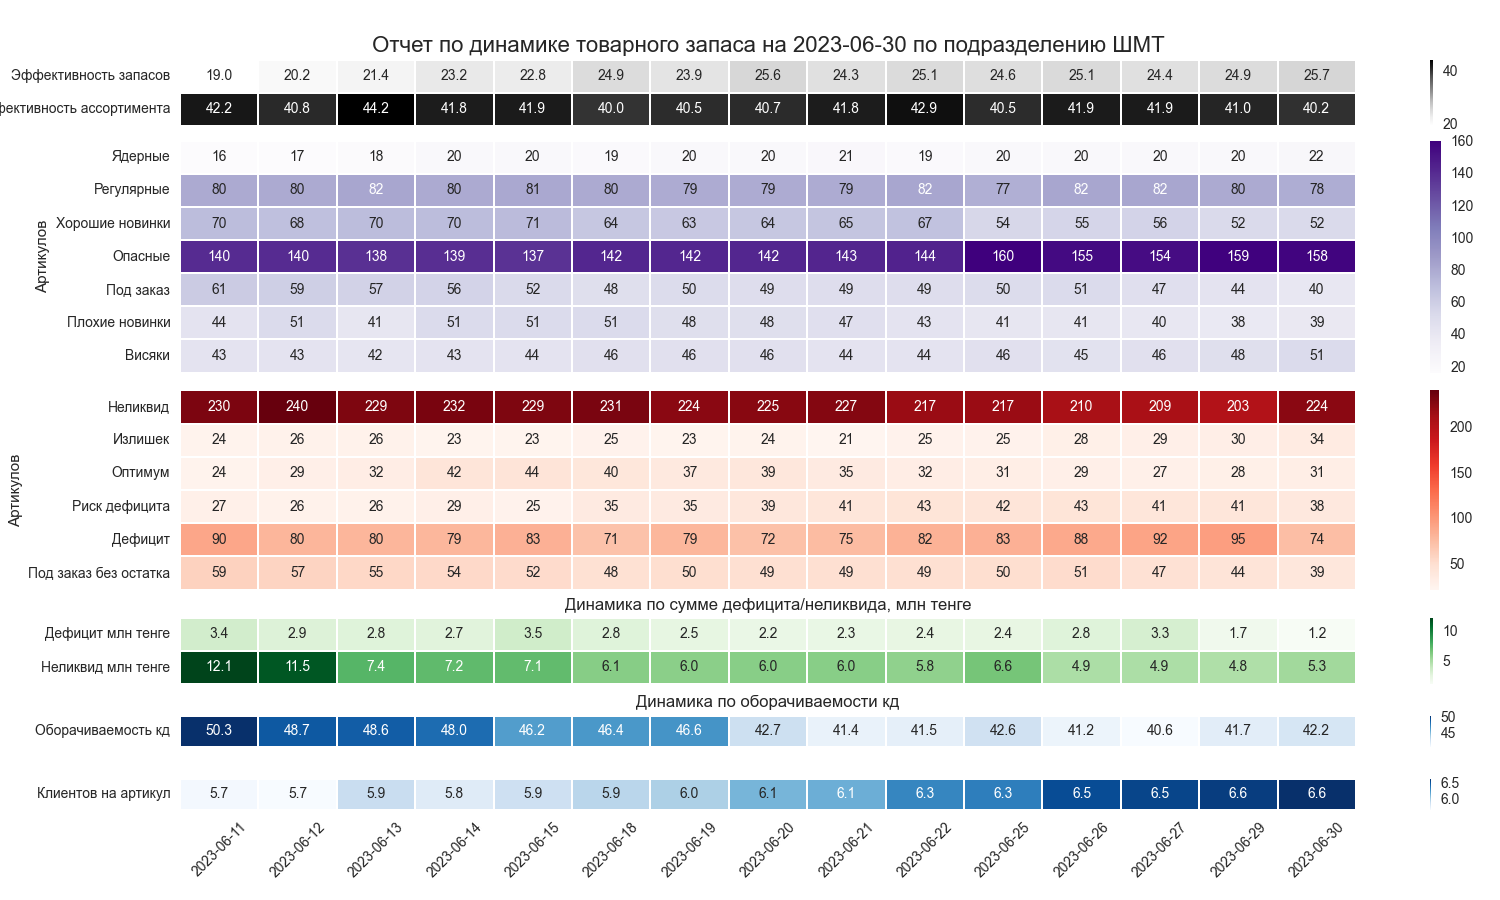 Отчет по динамике товарного запаса на 2023-06-30 по подразделению ШМТ
Эффективность запасов 19.0 20.2 21.4 23.2 22.8 24.9 23.9 25.6 24.3 25.1 24.6 25.1 24.4 24.9 25.7
фективность ассортимента 42.2 40.8 44.2 41.8 41.9 40.0 40.5 40.7 41.8 42.9 40.5 41.9 41.9 41.0 40.2
40
20
Артикулов
Ядерные 16 17 18 20 20 19 20 20 21 19 20 20 20 20 22
Регулярные 80 80 82 80 81 80 79 79 79 82 77 82 82 80 78
Хорошие новинки 70 68 70 70 71 64 63 64 65 67 54 55 56 52 52
Опасные 140 140 138 139 137 142 142 142 143 144 160 155 154 159 158
Под заказ 61 59 57 56 52 48 50 49 49 49 50 51 47 44 40
Плохие новинки 44 51 41 51 51 51 48 48 47 43 41 41 40 38 39
Висяки 43 43 42 43 44 46 46 46 44 44 46 45 46 48 51
160
140
120
100
80
60
40
20
Артикулов
Неликвид 230 240 229 232 229 231 224 225 227 217 217 210 209 203 224
Излишек 24 26 26 23 23 25 23 24 21 25 25 28 29 30 34
Оптимум 24 29 32 42 44 40 37 39 35 32 31 29 27 28 31
Риск дефицита 27 26 26 29 25 35 35 39 41 43 42 43 41 41 38
Дефицит 90 80 80 79 83 71 79 72 75 82 83 88 92 95 74
Под заказ без остатка 59 57 55 54 52 48 50 49 49 49 50 51 47 44 39
200
150
100
50
Динамика по сумме дефицита/неликвида, млн тенге
Дефицит млн тенге 3.4 2.9 2.8 2.7 3.5 2.8 2.5 2.2 2.3 2.4 2.4 2.8 3.3 1.7 1.2
Неликвид млн тенге 12.1 11.5 7.4 7.2 7.1 6.1 6.0 6.0 6.0 5.8 6.6 4.9 4.9 4.8 5.3
10
5
Динамика по оборачиваемости кд
Оборачиваемость кд 50.3 48.7 48.6 48.0 46.2 46.4 46.6 42.7 41.4 41.5 42.6 41.2 40.6 41.7 42.2
50
45
Клиентов на артикул 5.7 5.7 5.9 5.8 5.9 5.9 6.0 6.1 6.1 6.3 6.3 6.5 6.5 6.6 6.6
6.5
6.0
2023-06-11 2023-06-12 2023-06-13 2023-06-14 2023-06-15 2023-06-18 2023-06-19 2023-06-20 2023-06-21 2023-06-22 2023-06-25 2023-06-26 2023-06-27 2023-06-29 2023-06-30